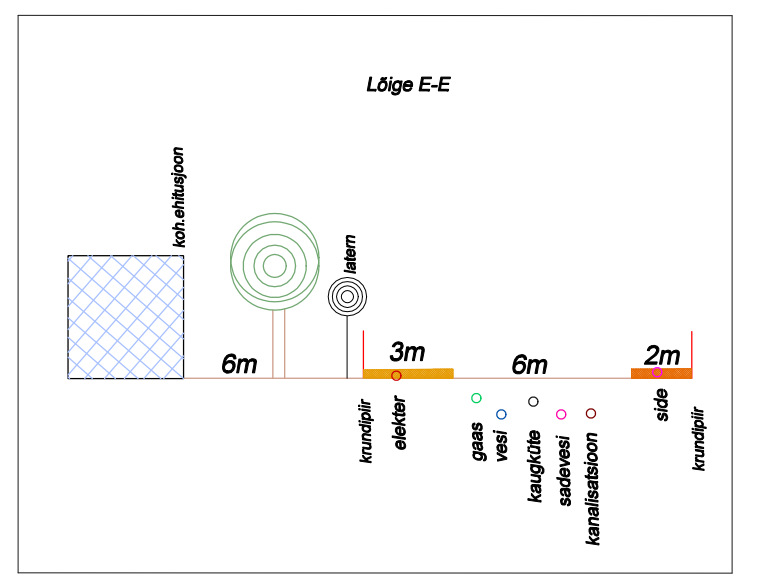 Lõige E-E
koh.ehitusjoon
latern
6m
3m
6m
2m
krundipiir
elekter
gaas
vesi
kaugküte
sadevesi
kanalisatsioon
side
krundipiir